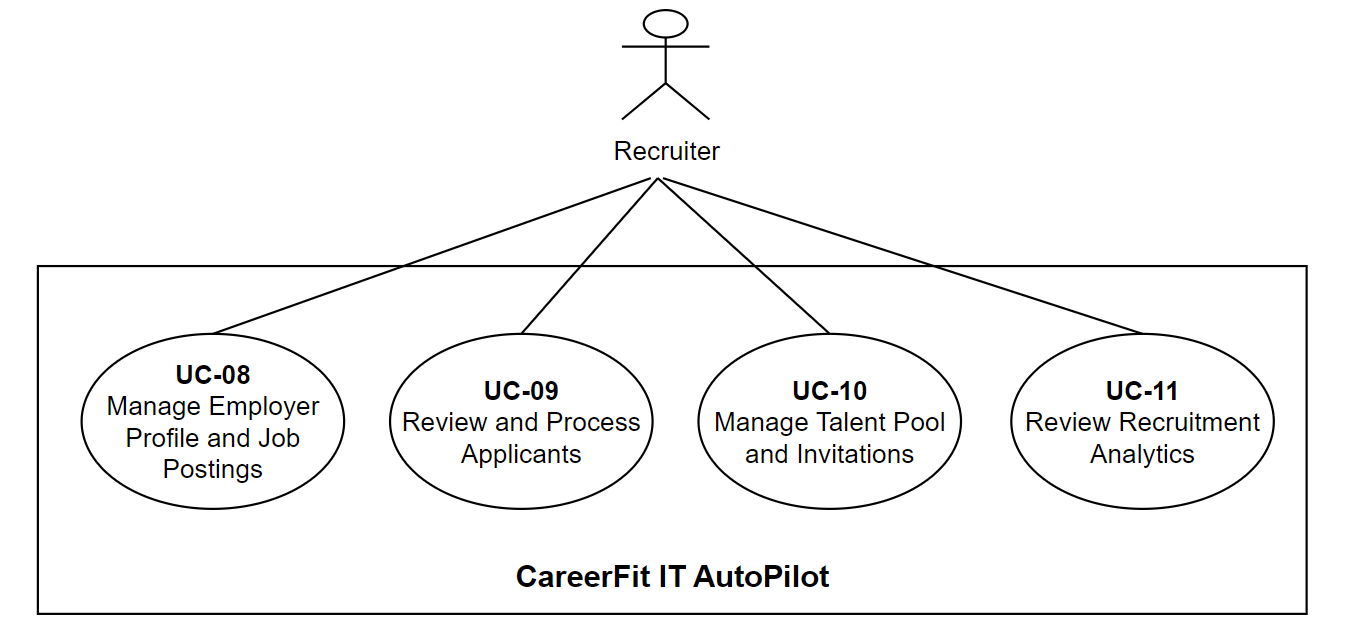 Recruiter
UC-08
Manage Employer
Profile and Job
Postings
UC-09
Review and Process
Applicants
UC-10
Manage Talent Pool
and Invitations
UC-11
Review Recruitment
Analytics
CareerFit IT AutoPilot